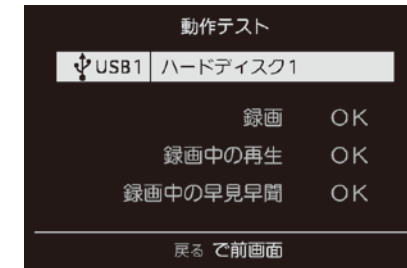 動作テスト
USB1 ハードディスク1
録画 OK
録画中の再生 OK
録画中の早見早聞 OK
戻る で前画面